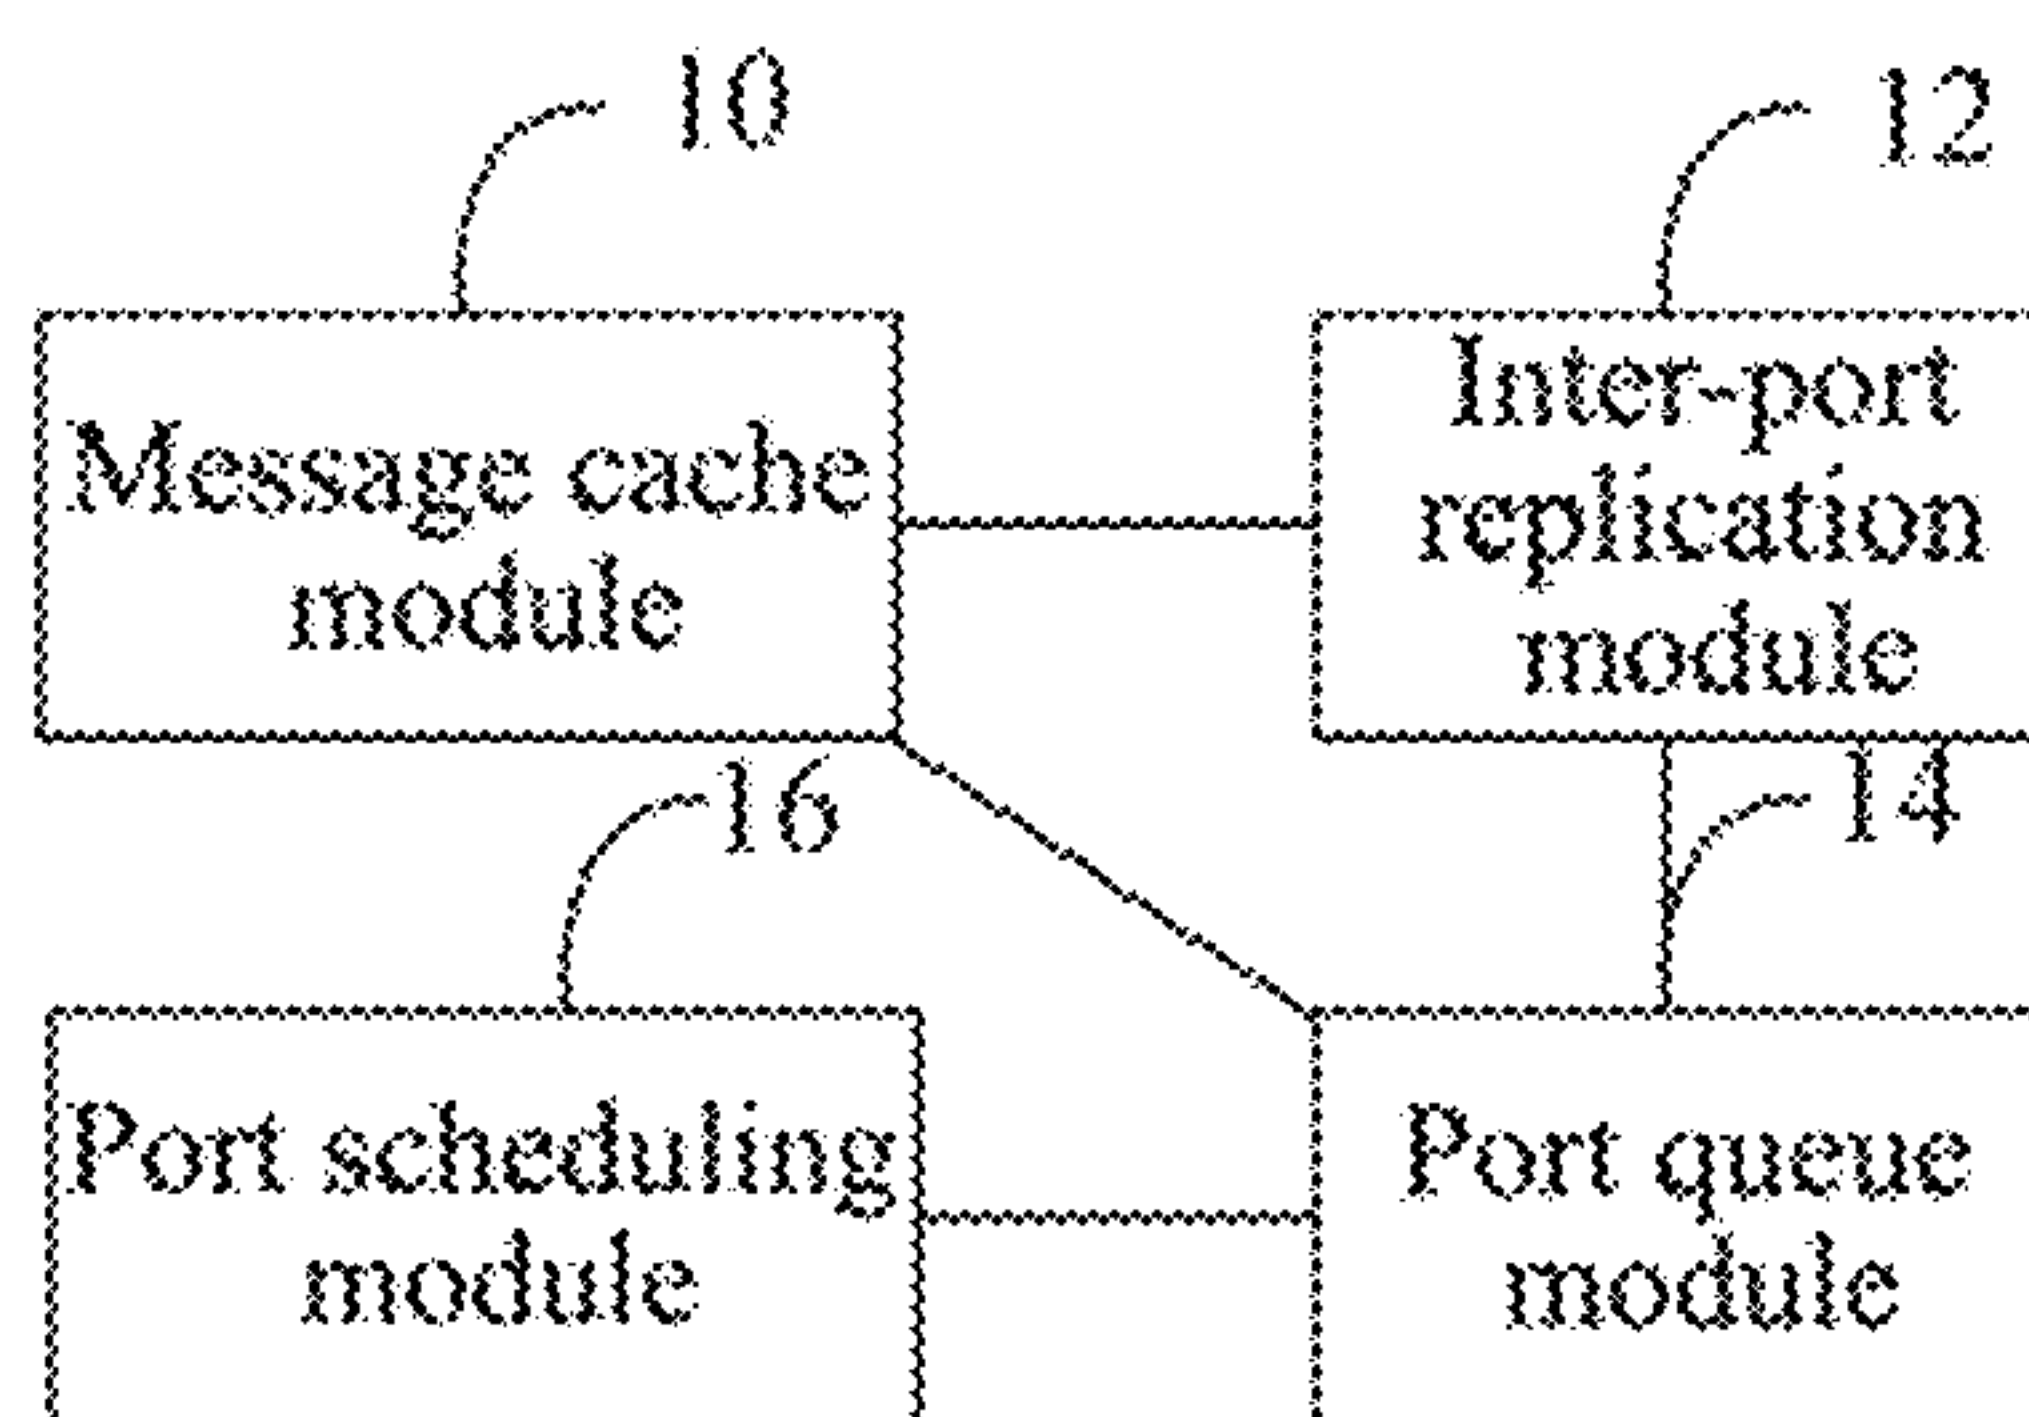 10
12
Message cache
module
Inter-port
replication
module
16
14
Port scheduling
module
Port queue
module